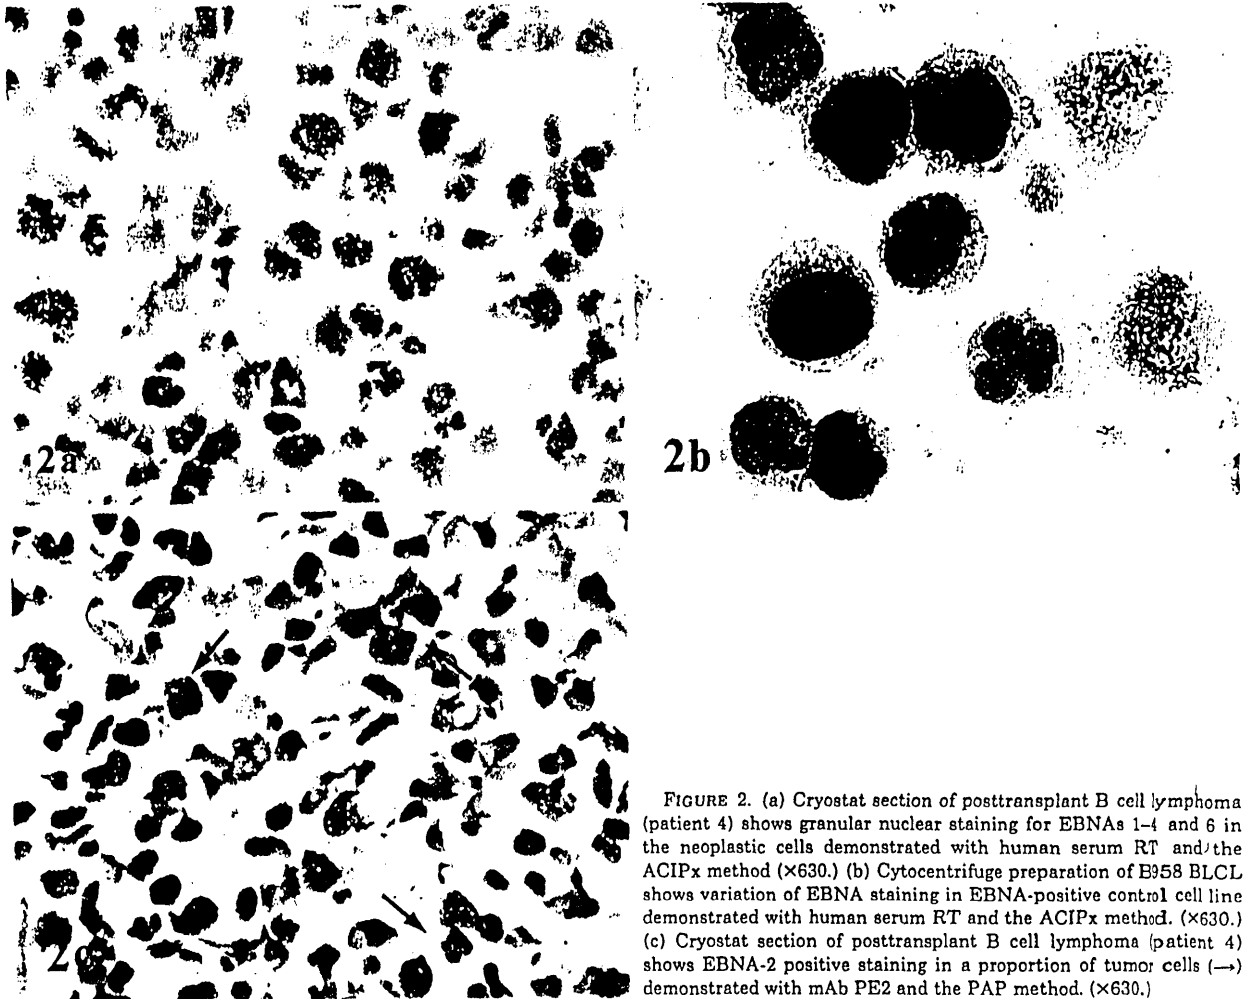 2a
2b
2c
FIGURE 2. (a) Cryostat section of posttransplant B cell lymphoma
(patient 4) shows granular nuclear staining for EBNAs 1–4 and 6 in
the neoplastic cells demonstrated with human serum RT and the
ACIPx method (×630.) (b) Cytocentrifuge preparation of B958 BLCL
shows variation of EBNA staining in EBNA-positive control cell line
demonstrated with human serum RT and the ACIPx method. (×630.)
(c) Cryostat section of posttransplant B cell lymphoma (patient 4)
shows EBNA-2 positive staining in a proportion of tumor cells (→)
demonstrated with mAb PE2 and the PAP method. (×630.)